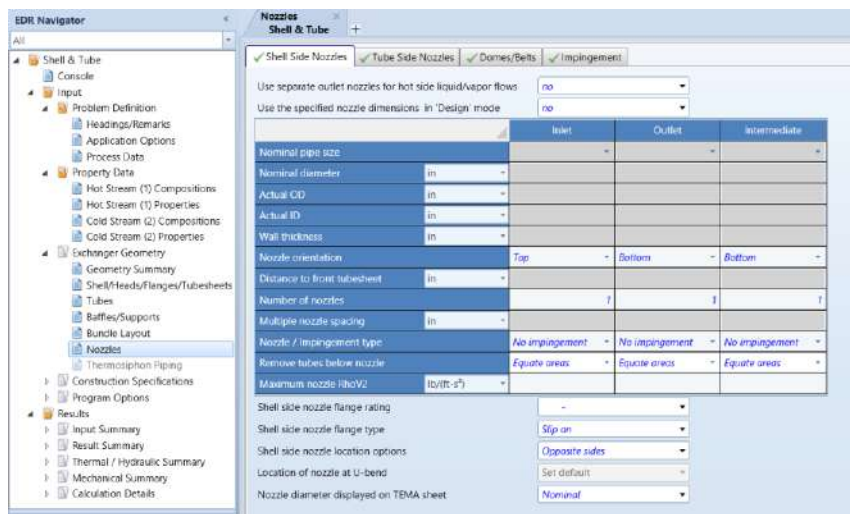 EDR Navigator
All
Shell & Tube
Console
Input
Problem Definition
Headings/Remarks
Application Options
Process Data
Property Data
Hot Stream (1) Compositions
Hot Stream (1) Properties
Cold Stream (2) Compositions
Cold Stream (2) Properties
Exchanger Geometry
Geometry Summary
Shell/Heads/Flanges/Tubesheets
Tubes
Baffles/Supports
Bundle Layout
Nozzles
Thermosiphon Piping
Construction Specifications
Program Options
Results
Input Summary
Result Summary
Thermal / Hydraulic Summary
Mechanical Summary
Calculation Details
Nozzles
Shell & Tube +
Shell Side Nozzles Tube Side Nozzles Domes/Belts Impingement
Use separate outlet nozzles for hot side liquid/vapor flows no
Use the specified nozzle dimensions in 'Design' mode no
Inlet Outlet Intermediate
Nominal pipe size
Nominal diameter in
Actual OD in
Actual ID in
Wall thickness in
Nozzle orientation Top Bottom Bottom
Distance to front tubesheet in
Number of nozzles 1 1 1
Multiple nozzle spacing in
Nozzle / Impingement type No impingement No impingement No impingement
Remove tubes below nozzle Equate areas Equate areas Equate areas
Maximum nozzle RhoV2 lb/(ft-s²)
Shell side nozzle flange rating -
Shell side nozzle flange type Slip on
Shell side nozzle location options Opposite sides
Location of nozzle at U-bend Set default
Nozzle diameter displayed on TEMA sheet Nominal